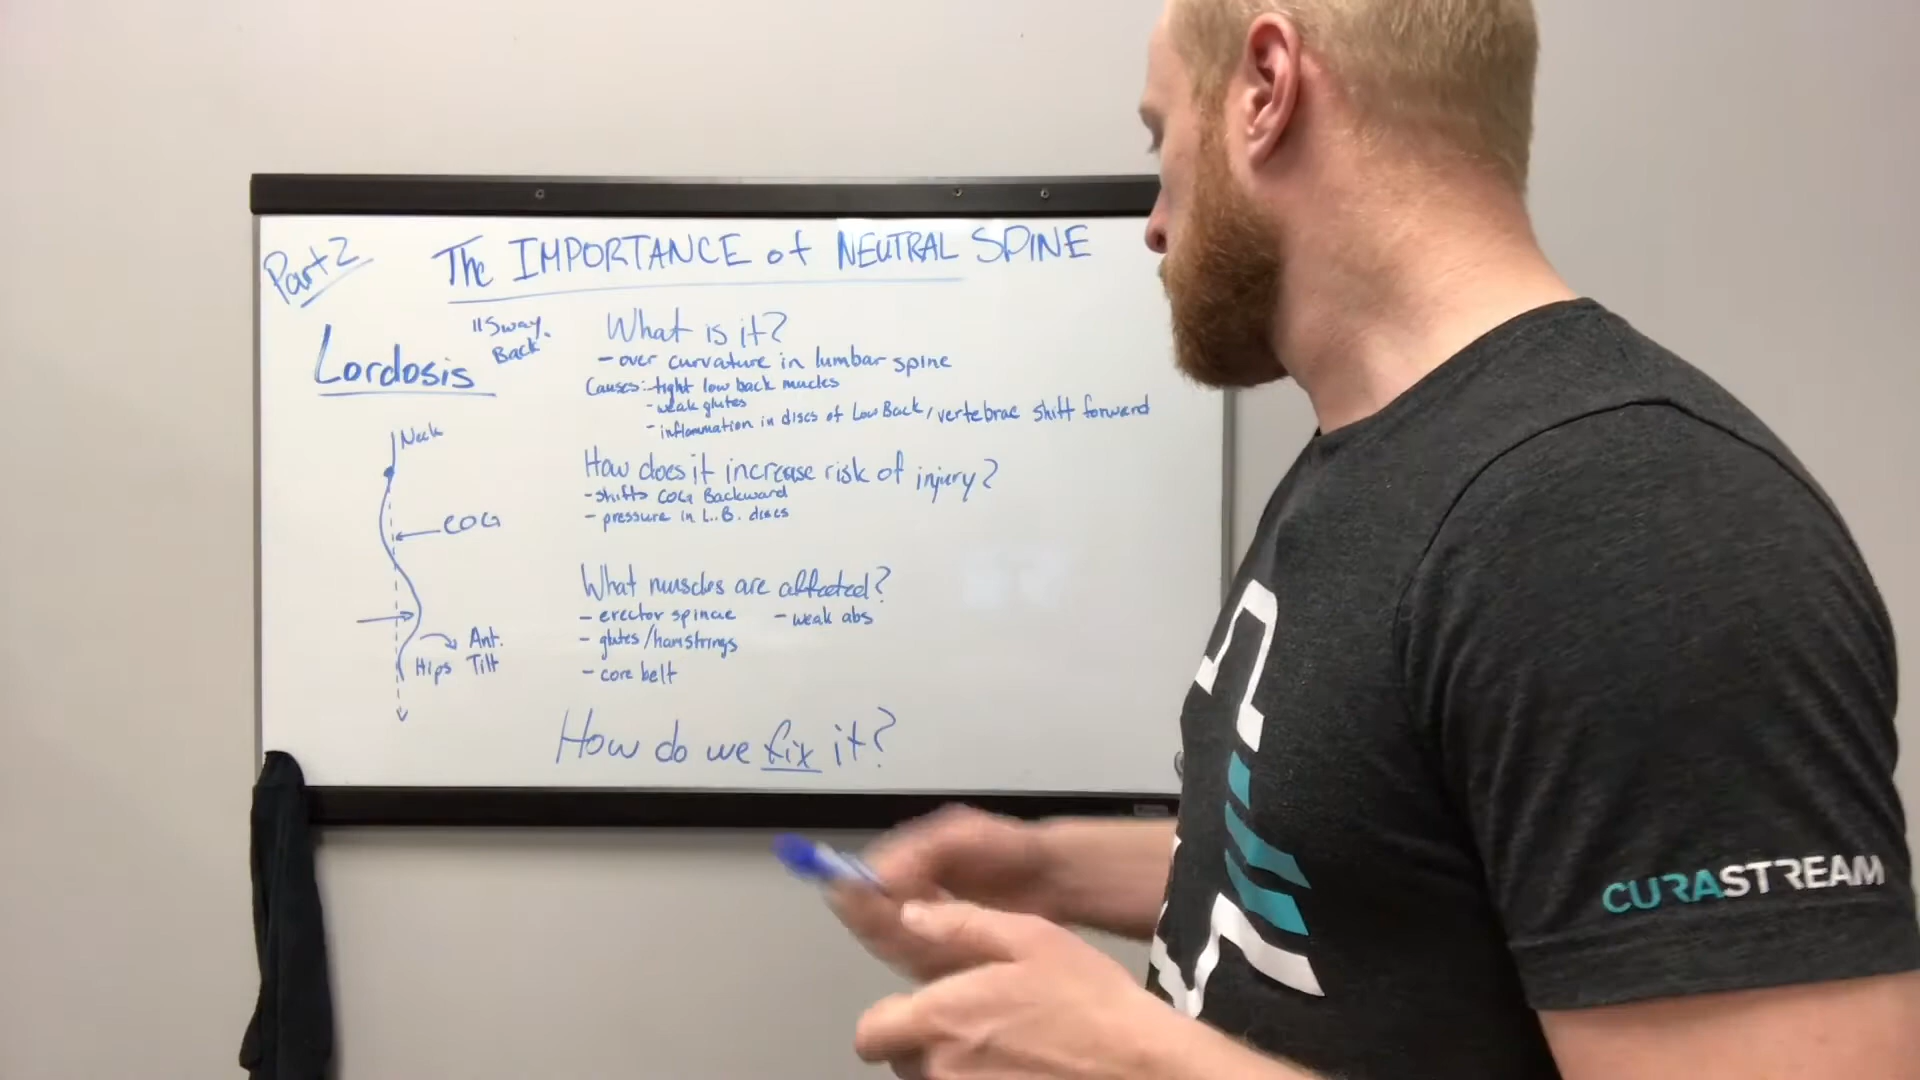 Part 2
The IMPORTANCE of NEUTRAL SPINE
Lordosis
"Sway Back"
What is it?
- over curvature in lumbar spine
Causes: - tight low back mucles
- weak glutes
- inflammation in discs of Low Back / vertebrae shift forward
Neck
COG
Ant.
Hips Tilt
How does it increase risk of injury?
- shifts COG Backward
- pressure in L.B. discs
What muscles are affected?
- erector spinae - weak abs
- glutes/hamstrings
- core belt
How do we fix it?
CURASTREAM